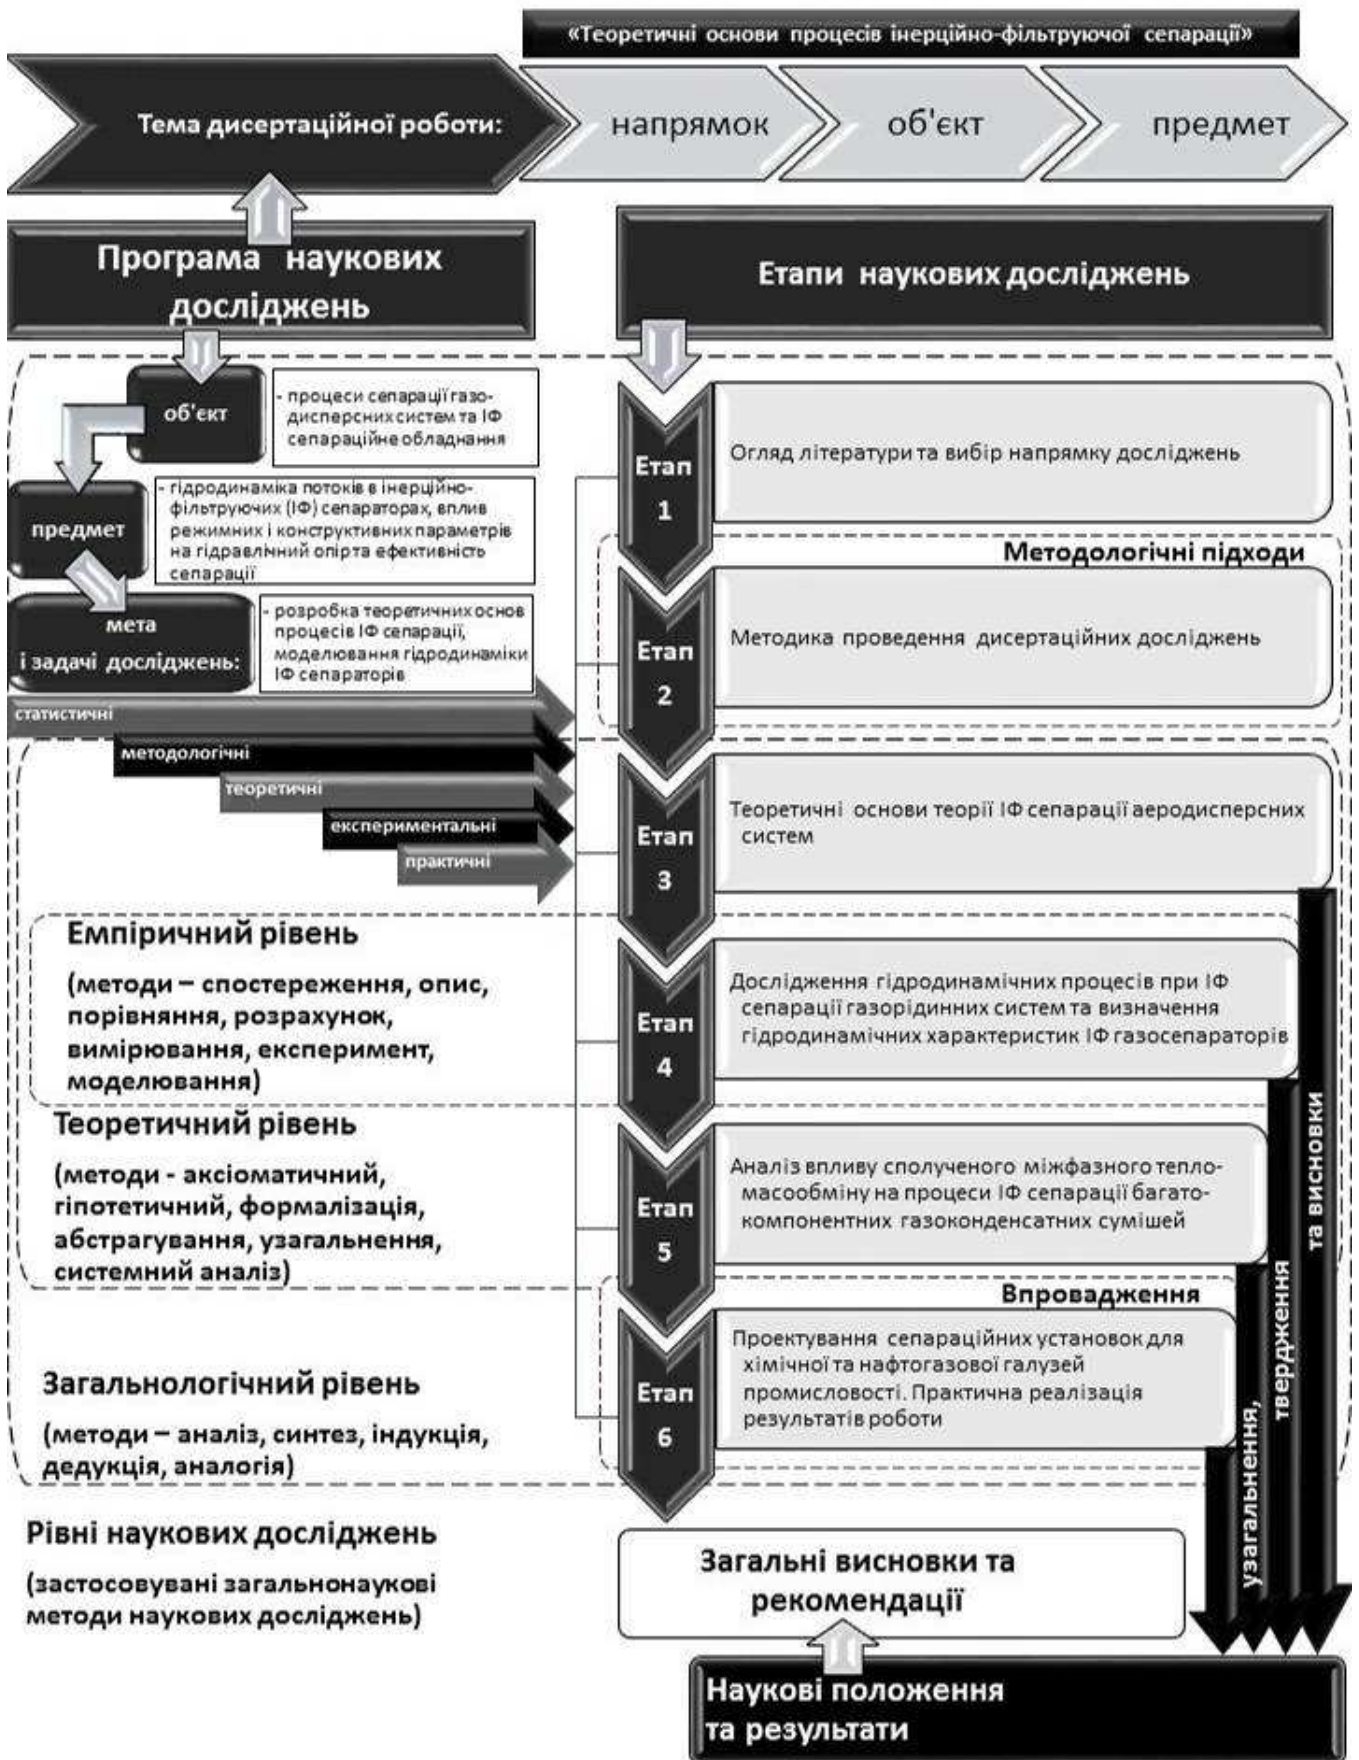 «Теоретичні основи процесів інерційно-фільтруючої сепарації»
Тема дисертаційної роботи:
напрямок
об'єкт
предмет
Програма наукових
досліджень
Етапи наукових досліджень
об'єкт
- процеси сепарації газо-
дисперсних систем та ІФ
сепараційне обладнання
предмет
- гідродинаміка потоків в інерційно-
фільтруючих (ІФ) сепараторах, вплив
режимних і конструктивних параметрів
на гідравлічний опір та ефективність
сепарації
мета
і задачі досліджень:
- розробка теоретичних основ
процесів ІФ сепарації,
моделювання гідродинаміки
ІФ сепараторів
статистичні
методологічні
теоретичні
експериментальні
практичні
Етап
1
Огляд літератури та вибір напрямку досліджень
Методологічні підходи
Етап
2
Методика проведення дисертаційних досліджень
Етап
3
Теоретичні основи теорії ІФ сепарації аеродисперсних
систем
Емпіричний рівень
(методи – спостереження, опис,
порівняння, розрахунок,
вимірювання, експеримент,
моделювання)
Етап
4
Дослідження гідродинамічних процесів при ІФ
сепарації газорідинних систем та визначення
гідродинамічних характеристик ІФ газосепараторів
Теоретичний рівень
(методи - аксіоматичний,
гіпотетичний, формалізація,
абстрагування, узагальнення,
системний аналіз)
Етап
5
Аналіз впливу сполученого міжфазного тепло-
масообміну на процеси ІФ сепарації багато-
компонентних газоконденсатних сумішей
Впровадження
Етап
6
Проектування сепараційних установок для
хімічної та нафтогазової галузей
промисловості. Практична реалізація
результатів роботи
Загальнологічний рівень
(методи – аналіз, синтез, індукція,
дедукція, аналогія)
узагальнення,
твердження
та висновки
Рівні наукових досліджень
(застосовувані загальнонаукові
методи наукових досліджень)
Загальні висновки та
рекомендації
Наукові положення
та результати